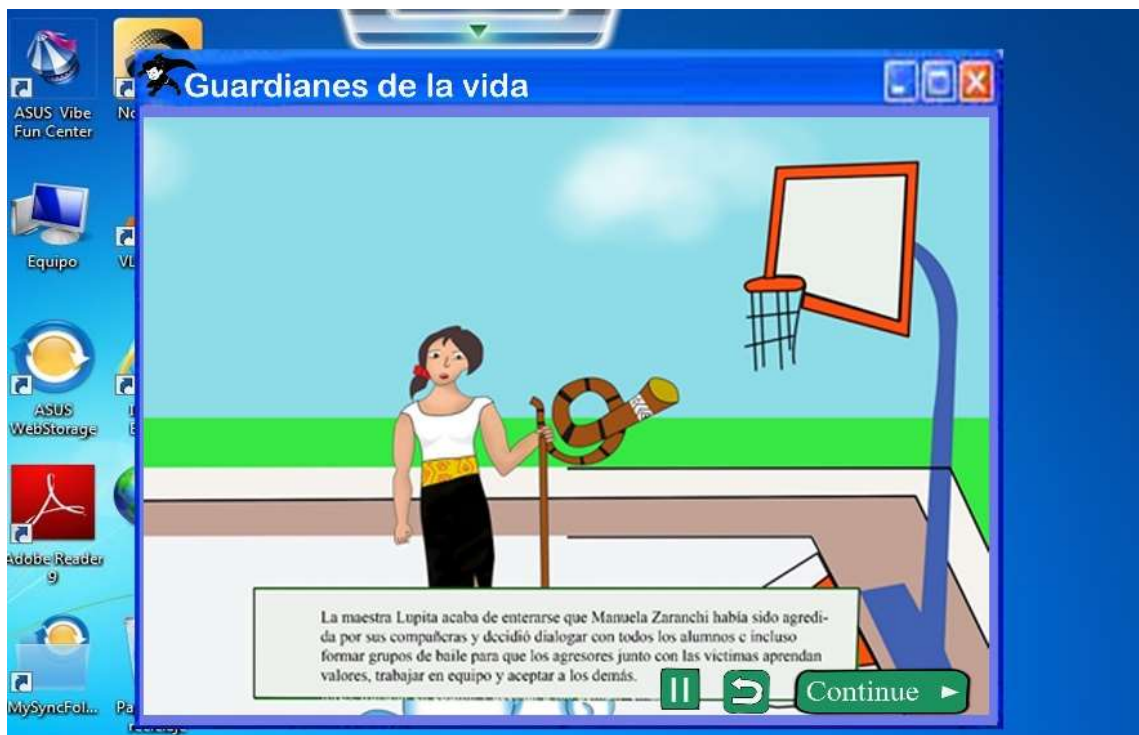 Guardianes de la vida
ASUS Vibe
Fun Center
Equipo
ASUS
WebStorage
Adobe Reader
9
MySyncFol...
La maestra Lupita acaba de enterarse que Manuela Zaranchi había sido agredi-
da por sus compañeras y decidió dialogar con todos los alumnos e incluso
formar grupos de baile para que los agresores junto con las victimas aprendan
valores, trabajar en equipo y aceptar a los demás.
Continue